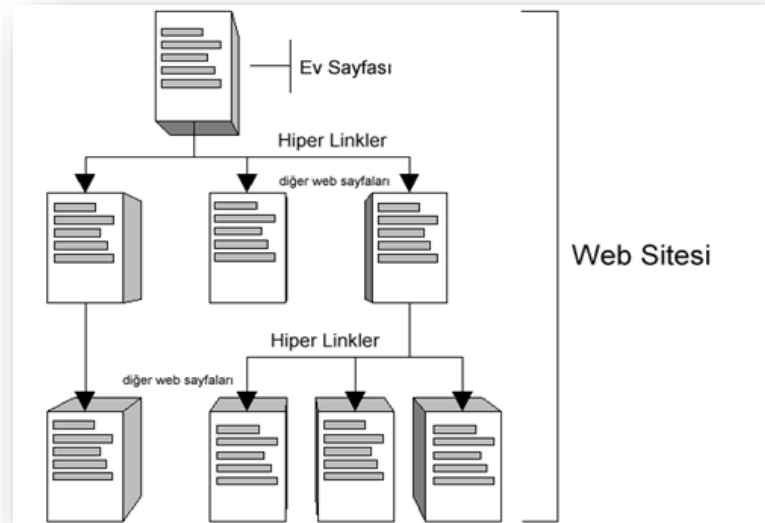 Ev Sayfası
Hiper Linkler
diğer web sayfaları
Web Sitesi
Hiper Linkler
diğer web sayfaları